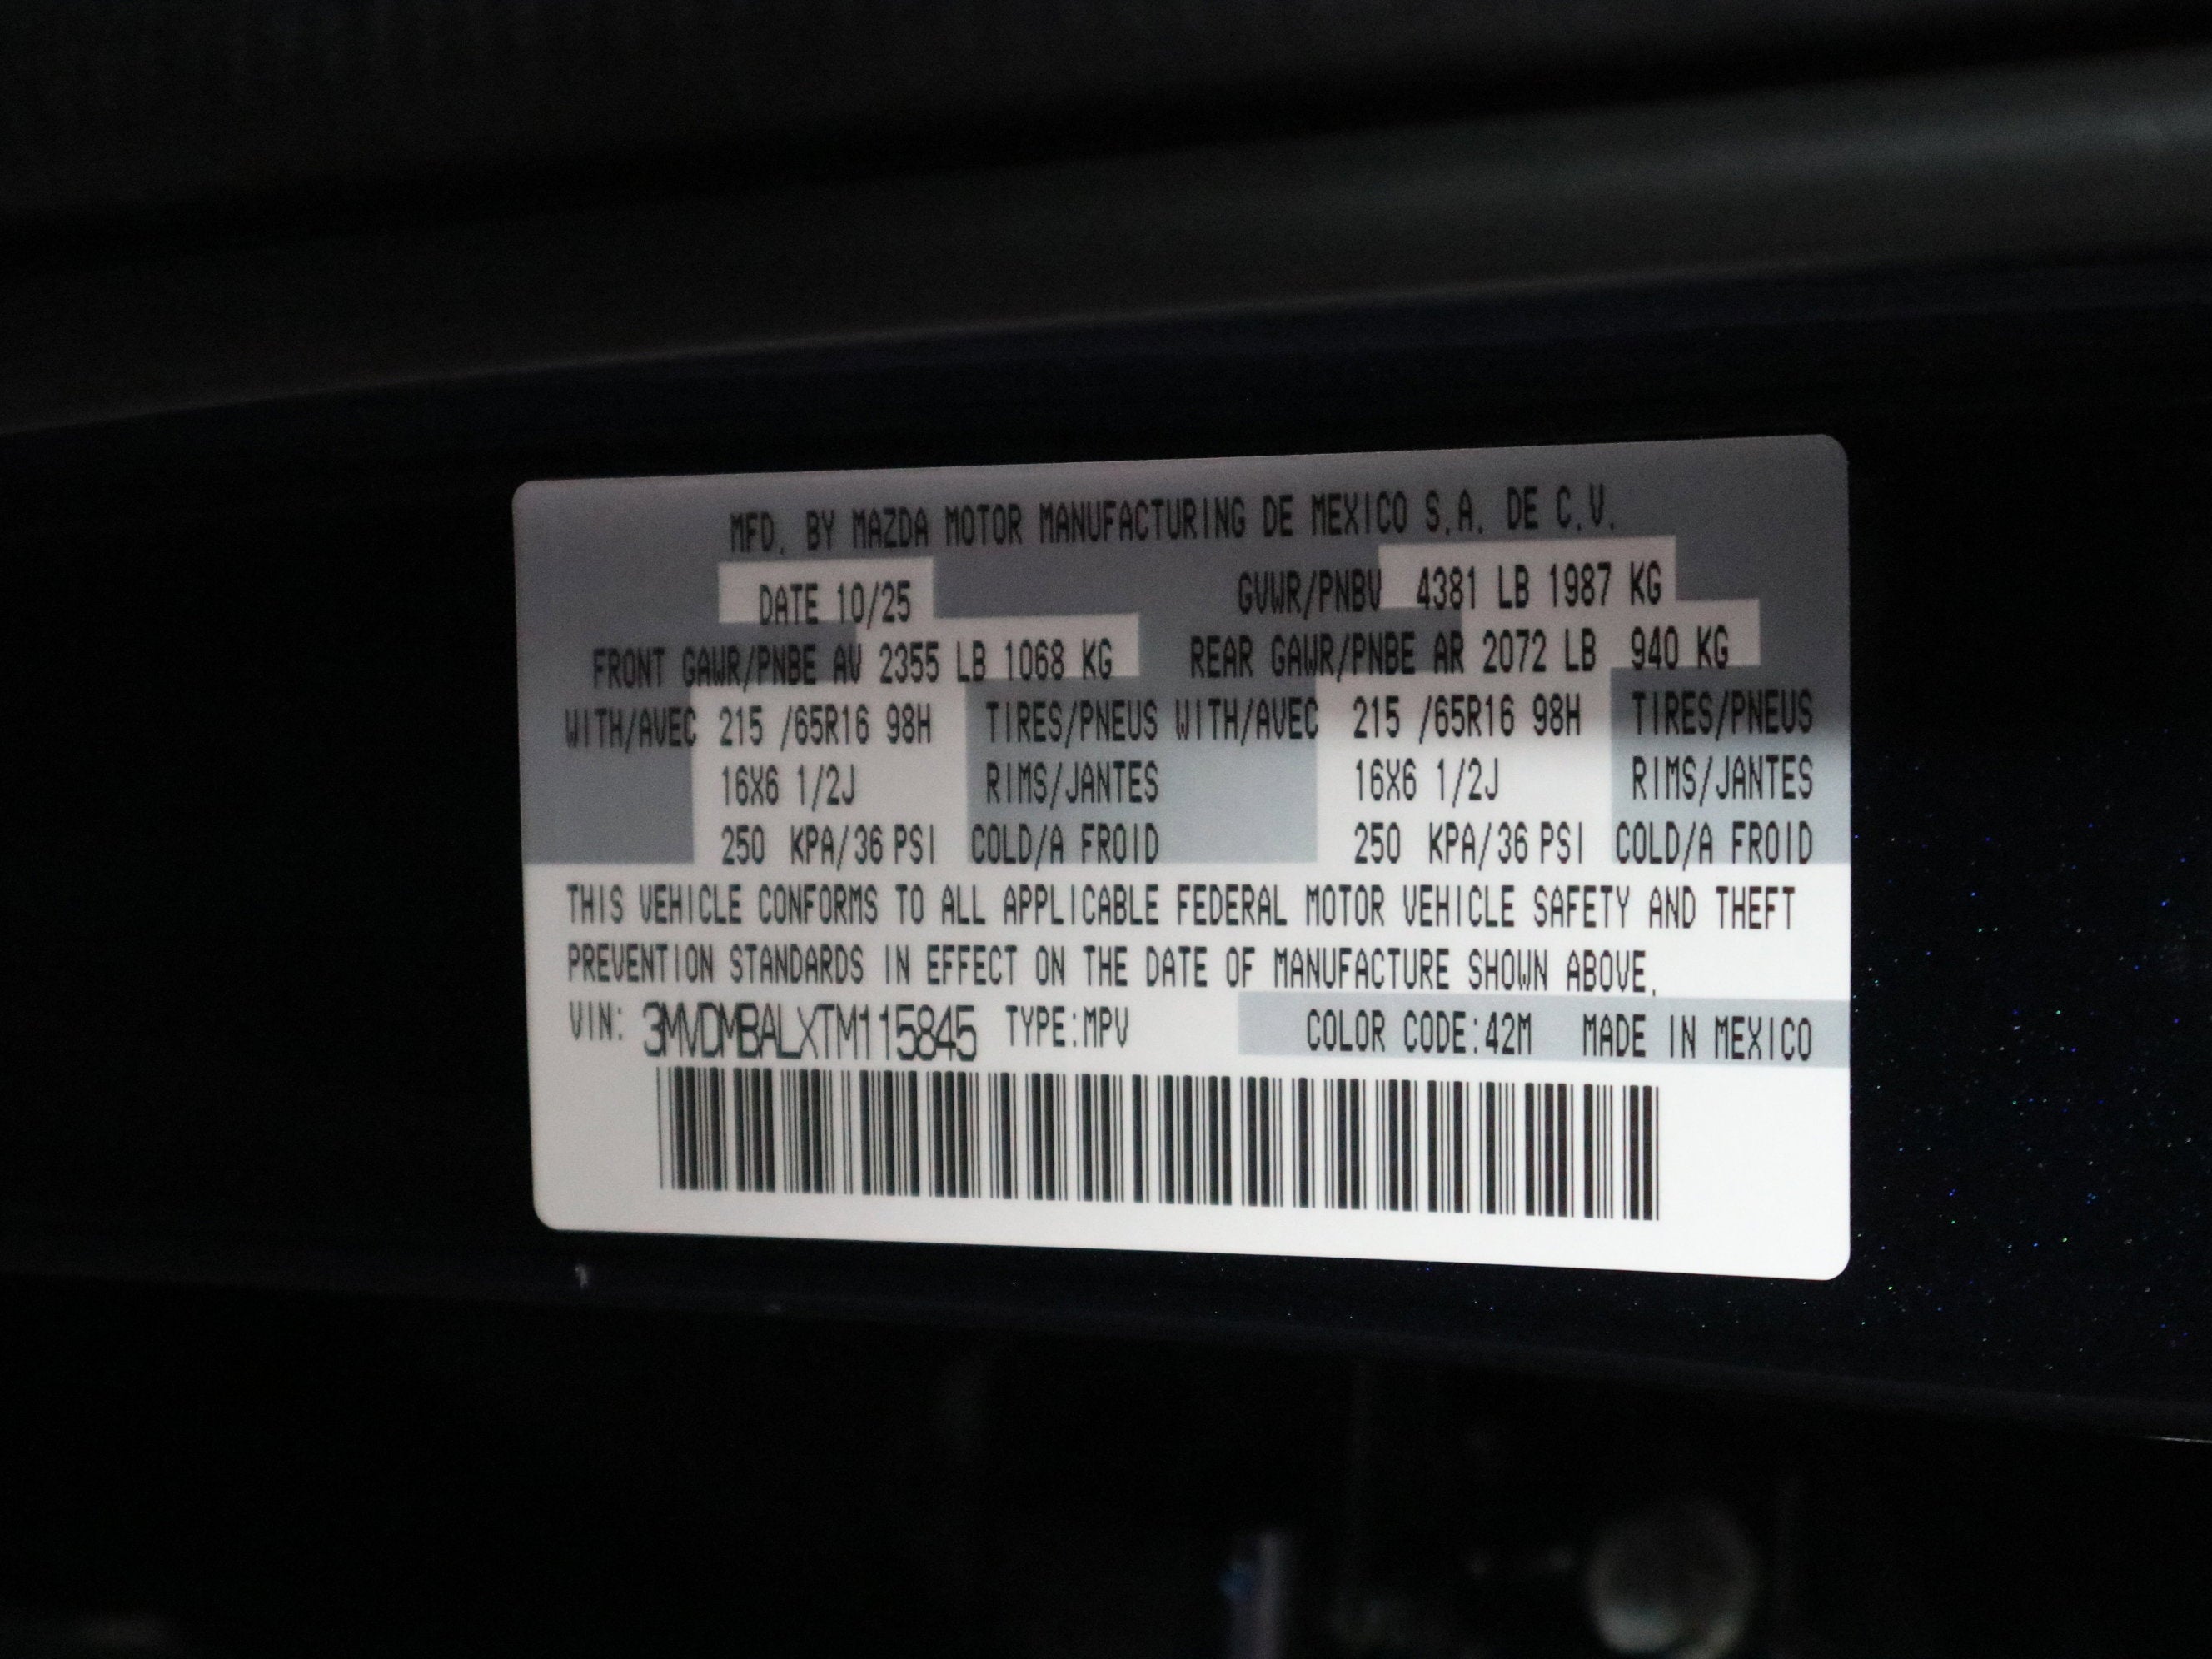 MFD. BY MAZDA MOTOR MANUFACTURING DE MEXICO S.A. DE C.V.
DATE 10/25 GVWR/PNBV 4381 LB 1987 KG
FRONT GAWR/PNBE AV 2355 LB 1068 KG REAR GAWR/PNBE AR 2072 LB 940 KG
WITH/AVEC 215 /65R16 98H TIRES/PNEUS WITH/AVEC 215 /65R16 98H TIRES/PNEUS
16X6 1/2J RIMS/JANTES 16X6 1/2J RIMS/JANTES
250 KPA/36 PSI COLD/A FROID 250 KPA/36 PSI COLD/A FROID
THIS VEHICLE CONFORMS TO ALL APPLICABLE FEDERAL MOTOR VEHICLE SAFETY AND THEFT
PREVENTION STANDARDS IN EFFECT ON THE DATE OF MANUFACTURE SHOWN ABOVE.
VIN: 3MVDMBALXTM115845 TYPE:MPV COLOR CODE:42M MADE IN MEXICO